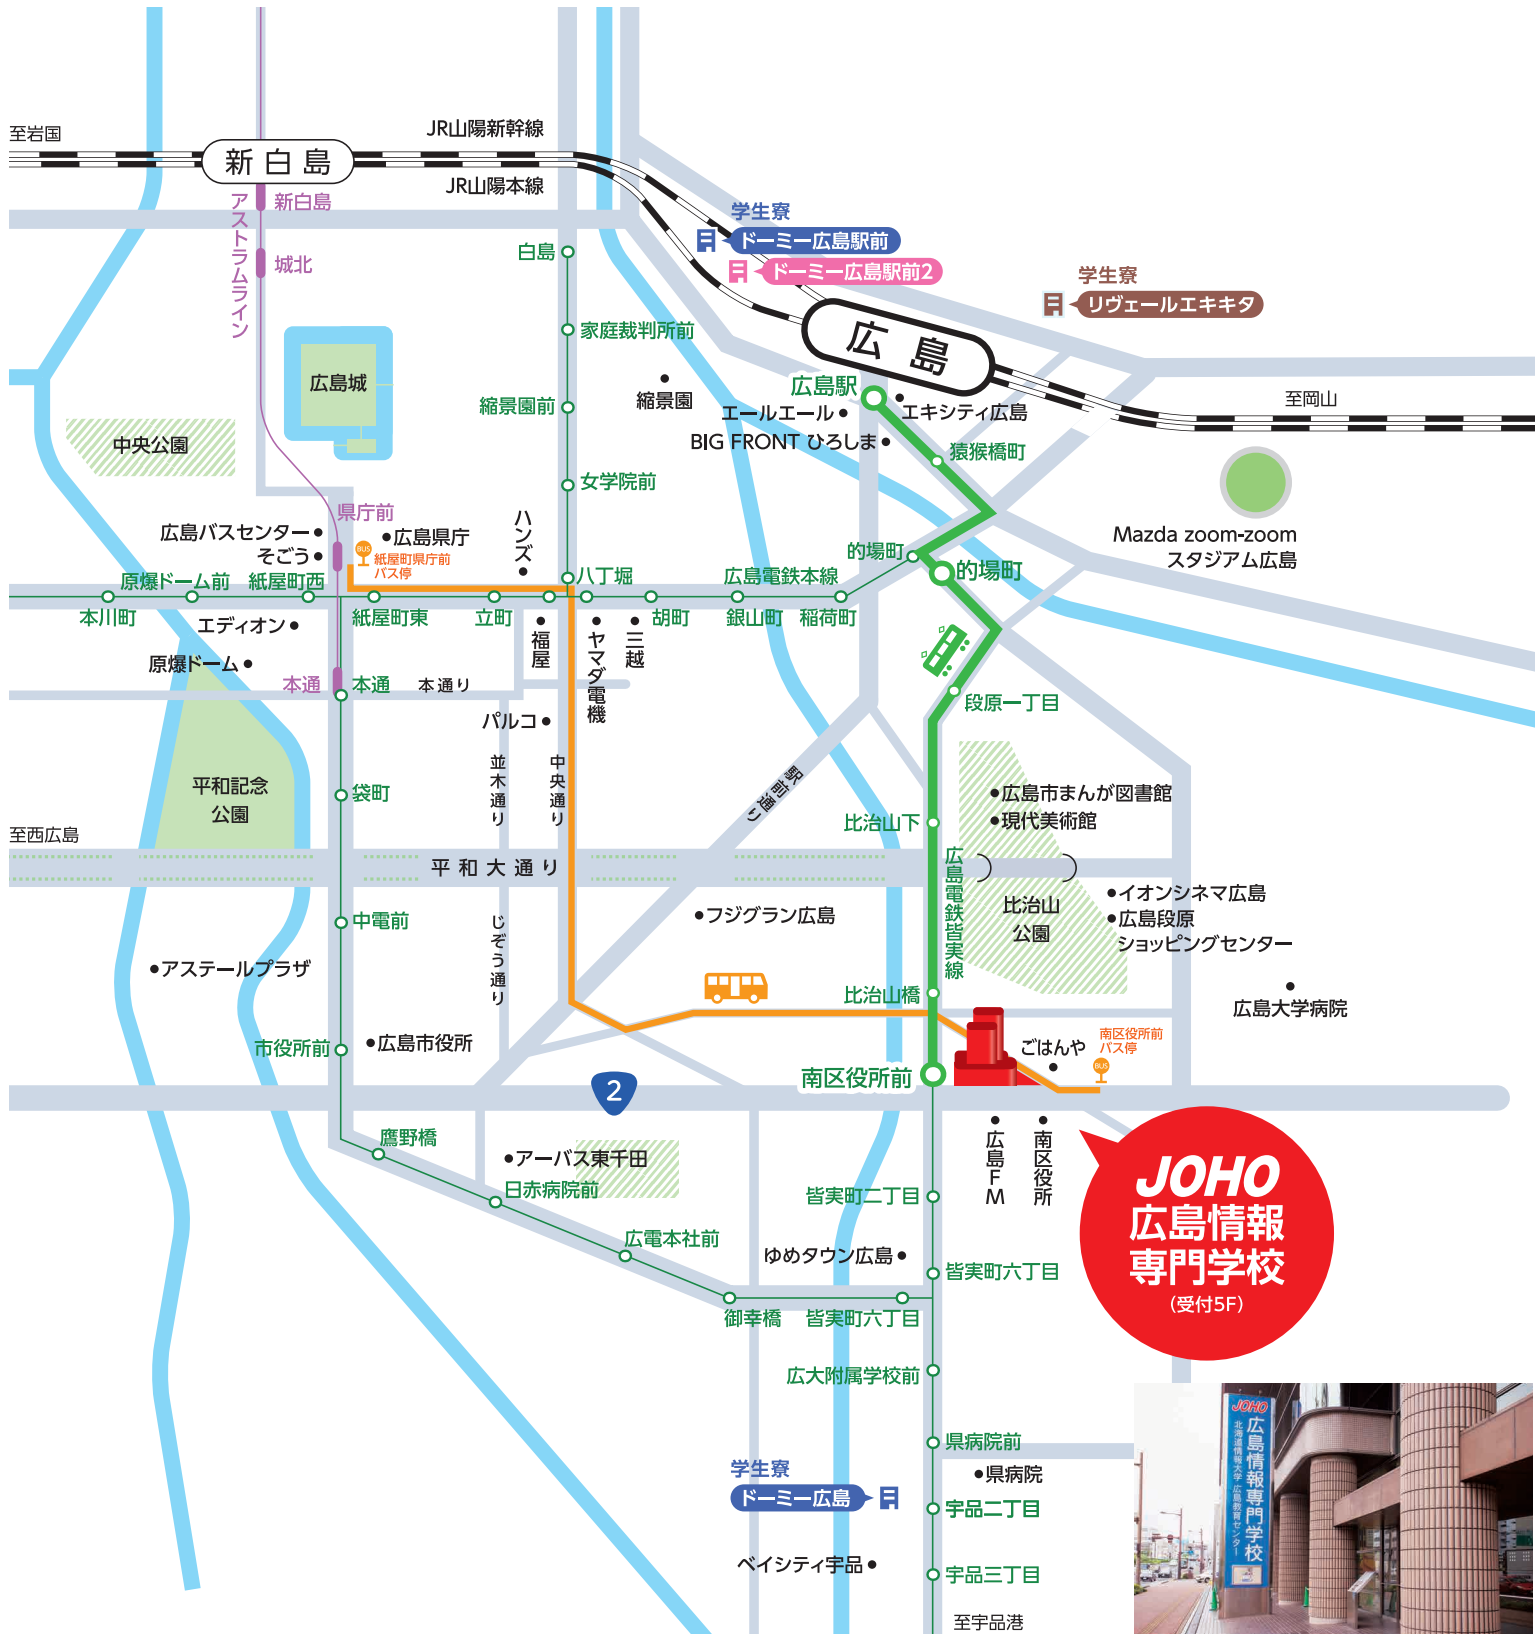 至岩国
JR山陽新幹線
新白島
JR山陽本線
新白島
アストラムライン
城北
白島
学生寮
ドーミー広島駅前
ドーミー広島駅前2
学生寮
リヴェールエキキタ
広島
家庭裁判所前
広島城
縮景園前
縮景園
広島駅
エールエール
エキシティ広島
至岡山
BIG FRONT ひろしま
猿猴橋町
中央公園
女学院前
県庁前
広島バスセンター
そごう
広島県庁
BUS
紙屋町県庁前
バス停
ハンズ
Mazda zoom-zoom
スタジアム広島
的場町
的場町
原爆ドーム前
紙屋町西
八丁堀
広島電鉄本線
本川町
紙屋町東
立町
胡町
銀山町
稲荷町
エディオン
福屋
ヤマダ電機
三越
原爆ドーム
本通
本通
本通り
段原一丁目
パルコ
並木通り
中央通り
駅前通り
平和記念
公園
袋町
広島市まんが図書館
現代美術館
比治山下
至西広島
平和大通り
広島電鉄皆実線
イオンシネマ広島
広島段原
ショッピングセンター
比治山
公園
フジグラン広島
中電前
じぞう通り
アステールプラザ
比治山橋
広島大学病院
市役所前
広島市役所
ごはんや
南区役所前
バス停
BUS
南区役所前
2
広島FM
南区役所
鷹野橋
アーバス東千田
日赤病院前
皆実町二丁目
JOHO
広島情報
専門学校
(受付5F)
広電本社前
ゆめタウン広島
皆実町六丁目
御幸橋
皆実町六丁目
広大附属学校前
県病院前
県病院
学生寮
ドーミー広島
宇品二丁目
ベイシティ宇品
宇品三丁目
至宇品港
JOHO
広島情報専門学校
北海道情報大学 広島教育センター